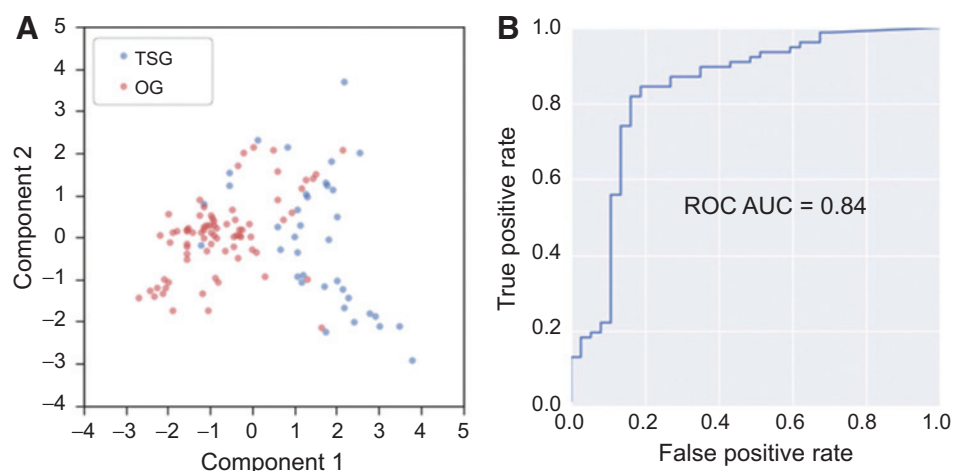 A
5
4
3
2
1
0
−1
−2
−3
−4
Component 2
TSG
OG
−4 −3 −2 −1 0 1 2 3 4 5
Component 1
B
1.0
0.8
0.6
0.4
0.2
0.0
True positive rate
ROC AUC = 0.84
0.0 0.2 0.4 0.6 0.8 1.0
False positive rate